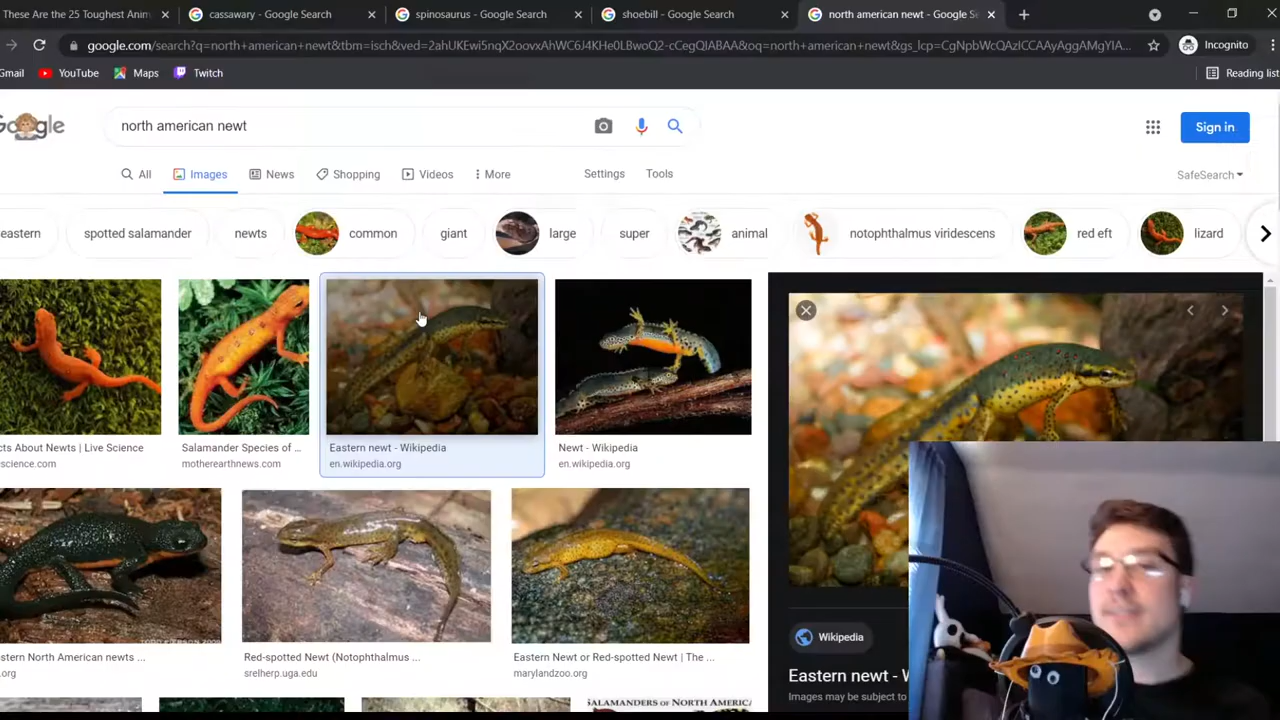 These Are the 25 Toughest Anim
cassawary - Google Search
spinosaurus - Google Search
shoebill - Google Search
north american newt - Google Se
google.com/search?q=north+american+newt&tbm=isch&ved=2ahUKEwi5nqX2oovxAhWC6J4KHe0LBwoQ2-cCegQIABAA&oq=north+american+newt&gs_lcp=CgNpbWcQAzICCAAyAggAMgYIA...
Incognito
Gmail
YouTube
Maps
Twitch
Reading list
north american newt
Sign in
All
Images
News
Shopping
Videos
More
Settings
Tools
SafeSearch
eastern
spotted salamander
newts
common
giant
large
super
animal
notophthalmus viridescens
red eft
lizard
cts About Newts | Live Science
science.com
Salamander Species of ...
motherearthnews.com
Eastern newt - Wikipedia
en.wikipedia.org
Newt - Wikipedia
en.wikipedia.org
stern North American newts ...
.org
Red-spotted Newt (Notophthalmus ...
srelherp.uga.edu
Eastern Newt or Red-spotted Newt | The ...
marylandzoo.org
Wikipedia
Eastern newt - W
Images may be subject to
SALAMANDERS OF NORTH AMERICA